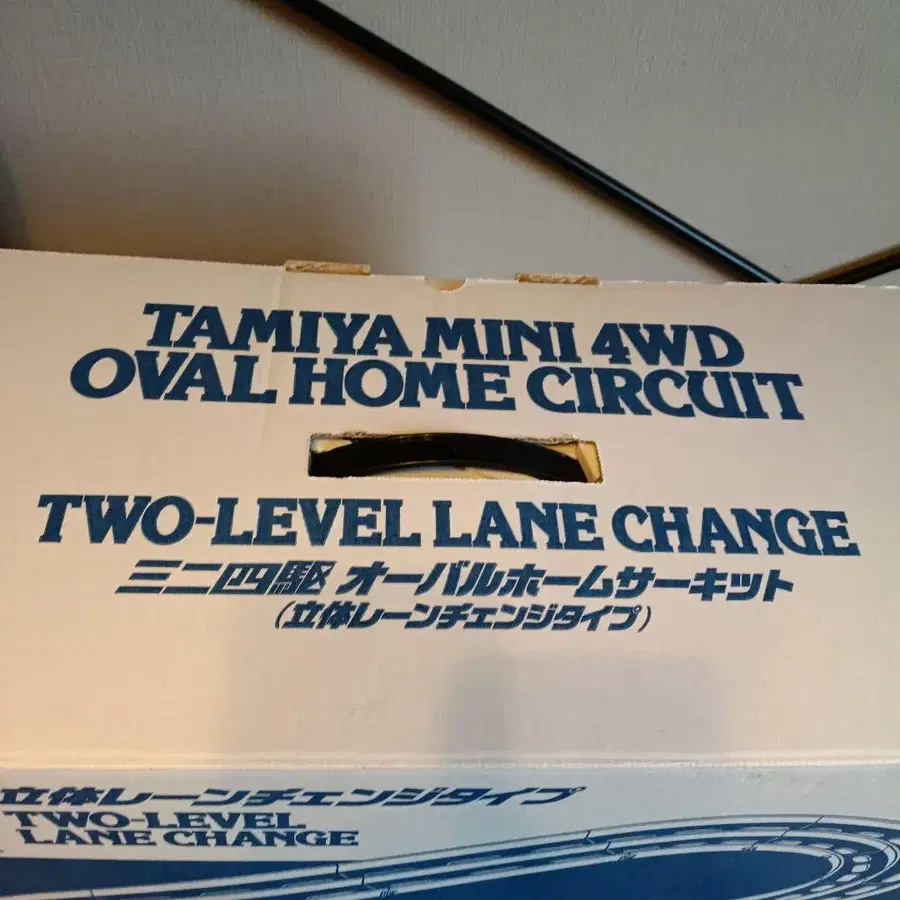 TAMIYA MINI 4WD
OVAL HOME CIRCUIT
TWO-LEVEL LANE CHANGE
ミニ四駆 オーバルホームサーキット
(立体レーンチェンジタイプ)
立体レーンチェンジタイプ
TWO-LEVEL
LANE CHANGE